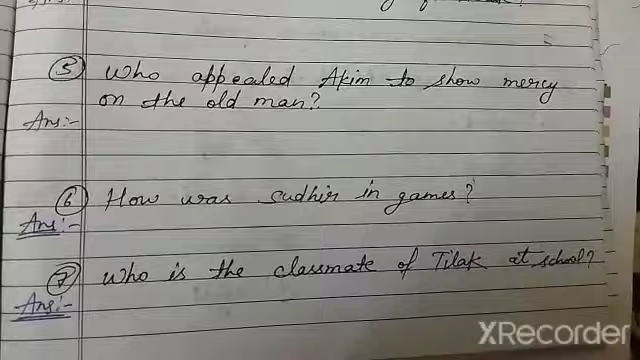 ⑤ Who appealed Akim to show mercy
on the old man?
Ans:-
⑥ How was Sudhir in games?
Ans:-
⑦ Who is the classmate of Tilak at school?
Ans:-
XRecorder